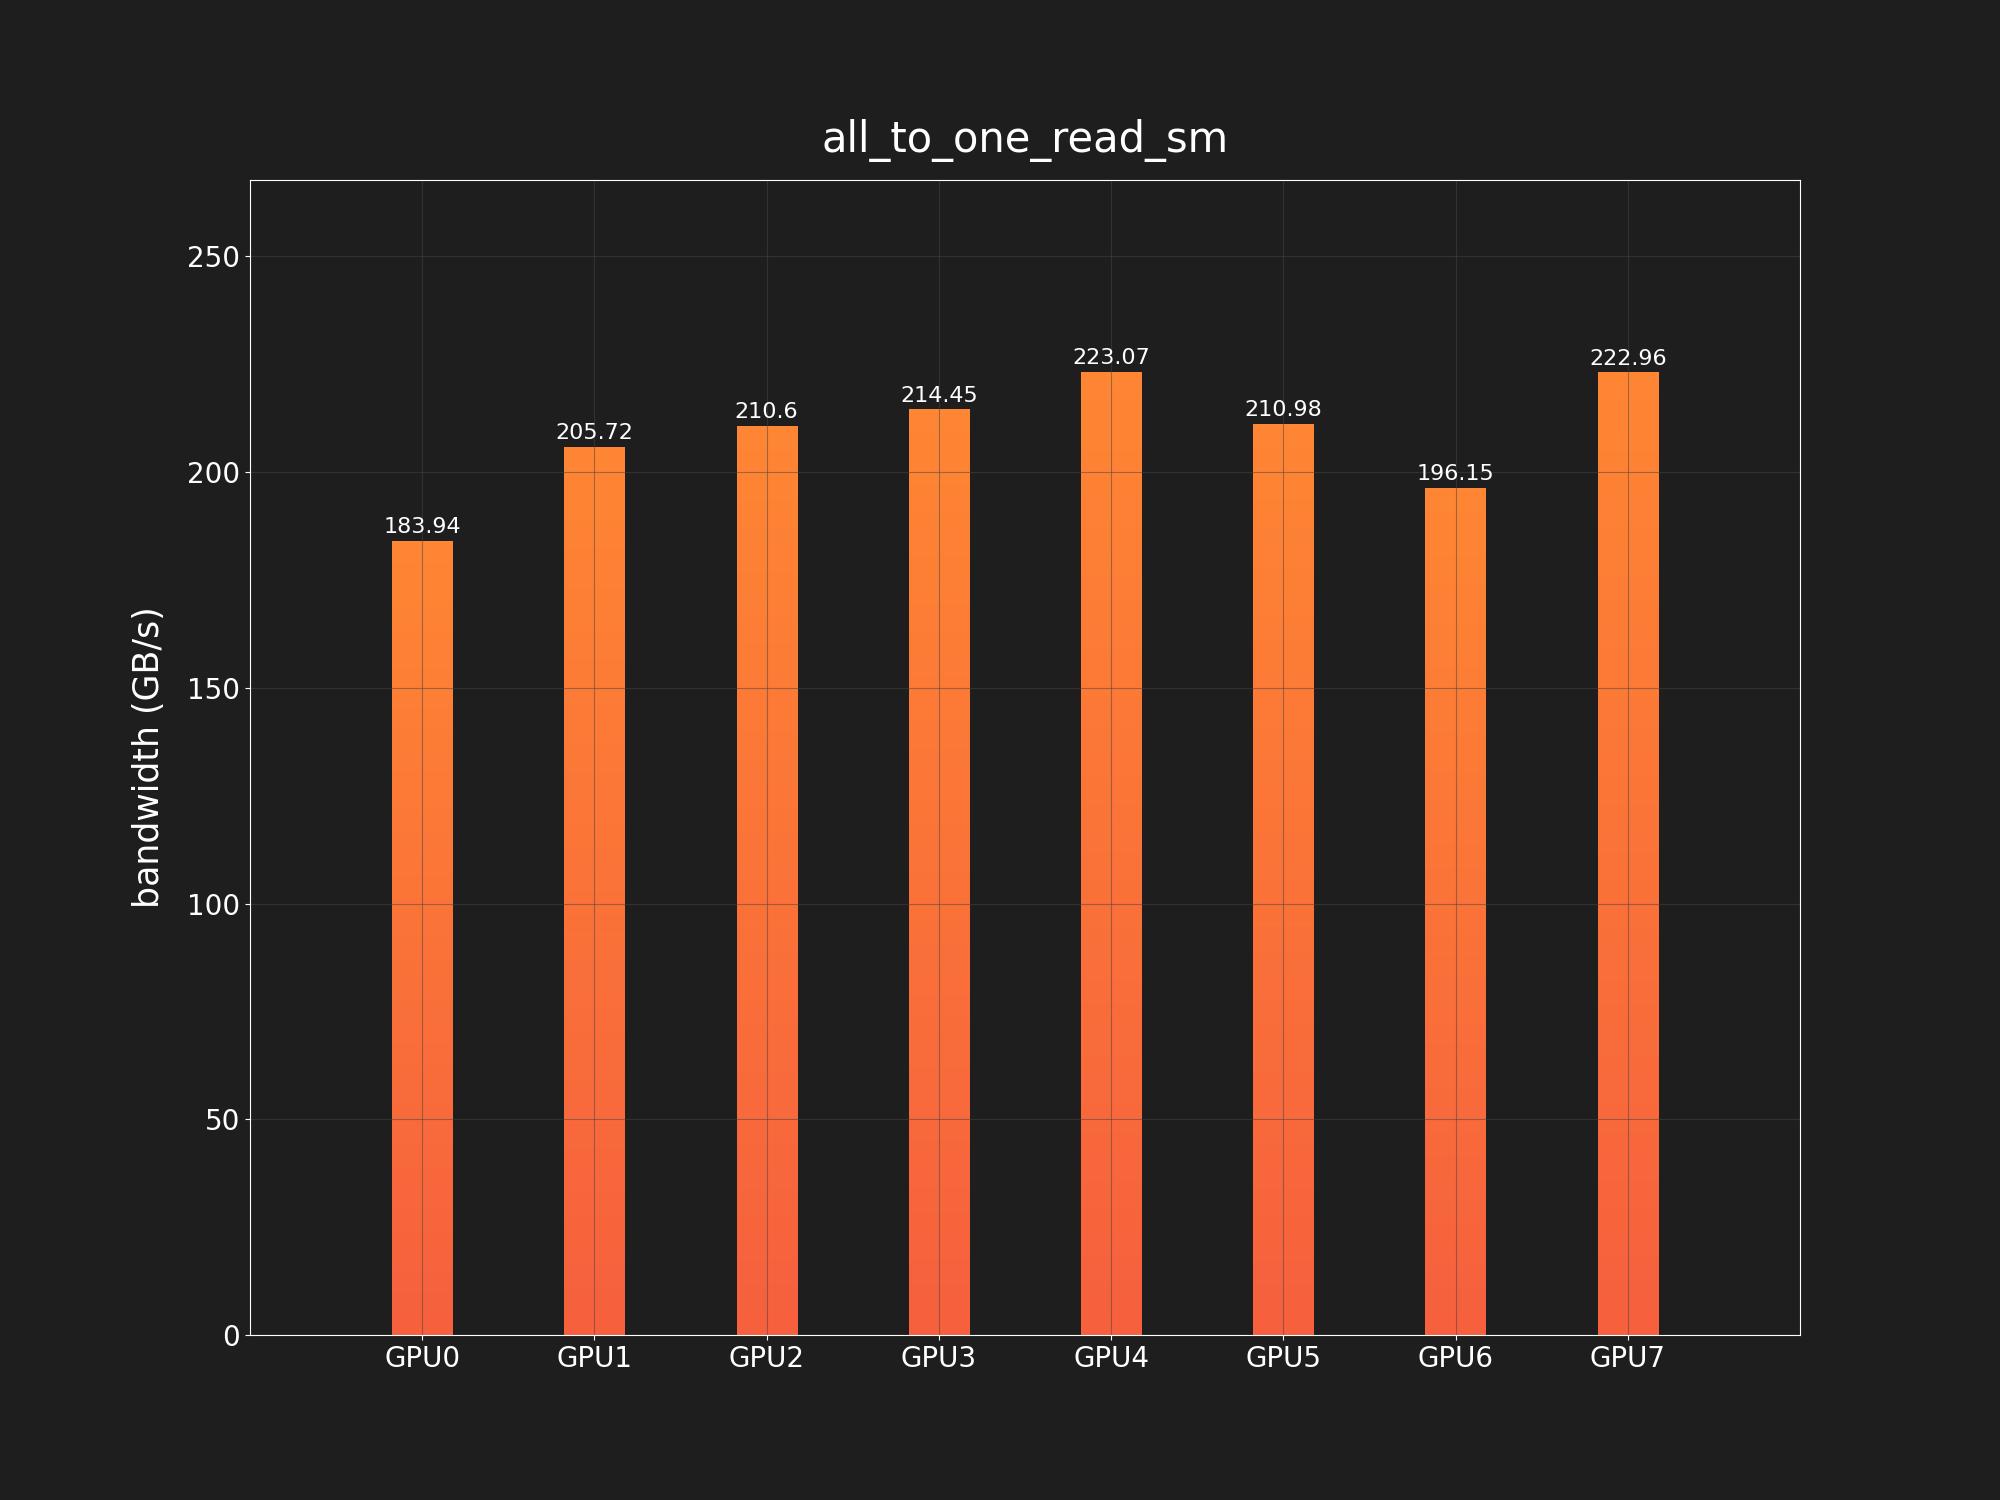 all_to_one_read_sm
bandwidth (GB/s)
250
200
150
100
50
0
183.94
205.72
210.6
214.45
223.07
210.98
196.15
222.96
GPU0
GPU1
GPU2
GPU3
GPU4
GPU5
GPU6
GPU7